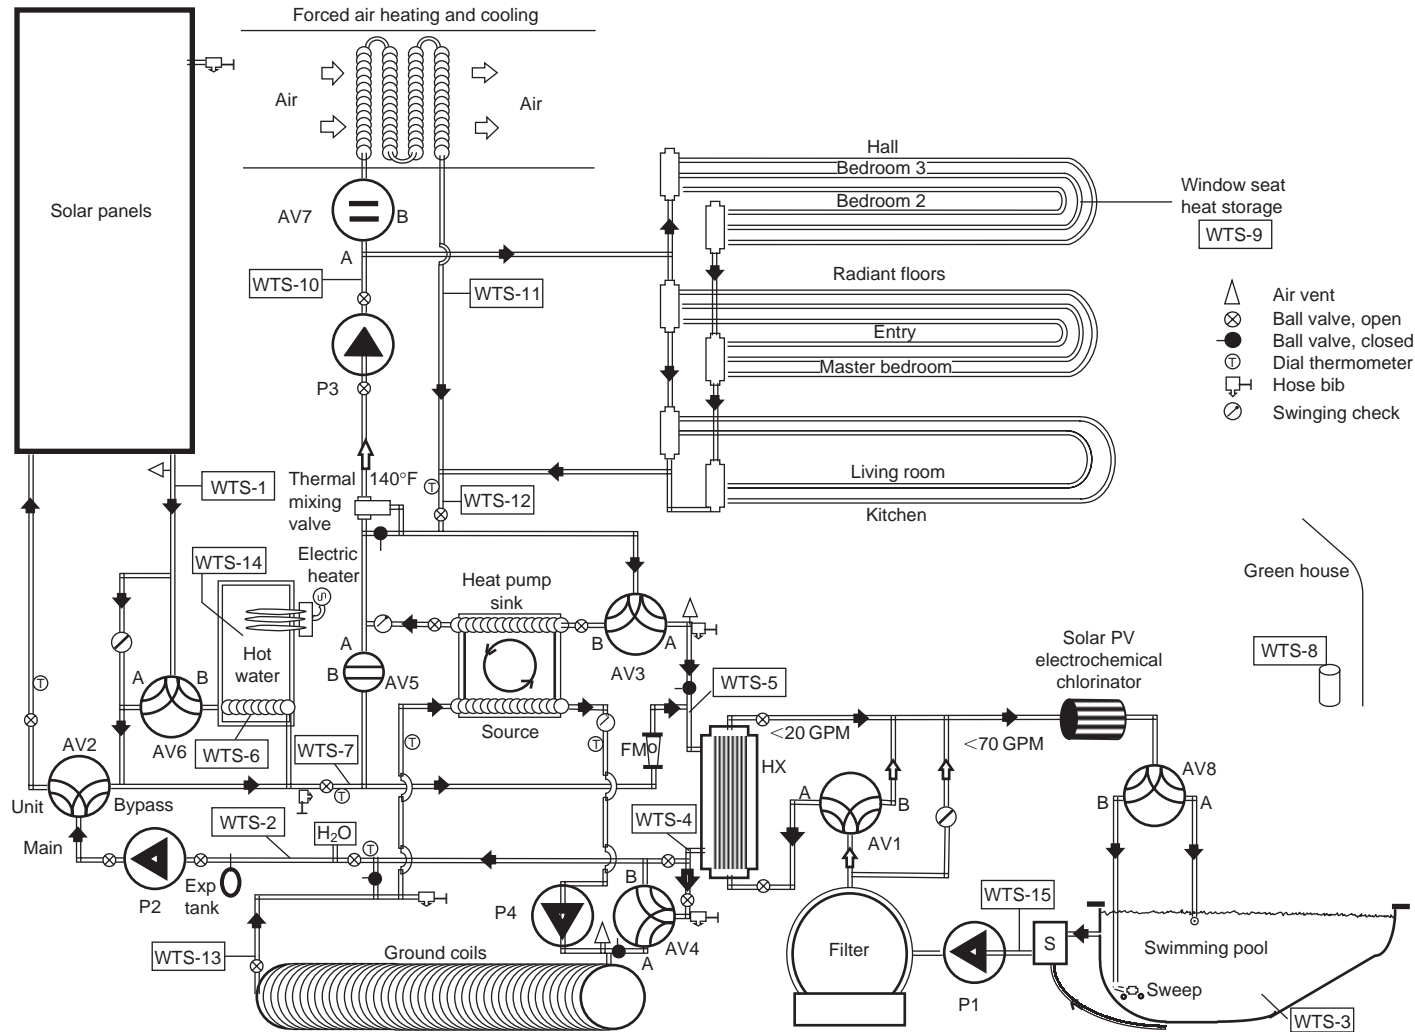 Forced air heating and cooling
Air
Air
Solar panels
AV7
B
A
WTS-10
WTS-11
P3
Hall
Bedroom 3
Bedroom 2
Window seat
heat storage
WTS-9
Radiant floors
Entry
Master bedroom
Living room
Kitchen
Air vent
Ball valve, open
Ball valve, closed
T
Dial thermometer
Hose bib
Swinging check
WTS-1
Thermal
mixing
valve
140°F
T
WTS-12
WTS-14
Electric
heater
Hot
water
Heat pump
sink
Source
A
B
AV6
WTS-6
A
B
AV5
B
A
AV3
WTS-5
T
AV2
Unit
Bypass
Main
WTS-7
T
T
T
FM
HX
<20 GPM
<70 GPM
Solar PV
electrochemical
chlorinator
Green house
WTS-8
AV8
B
A
A
B
AV1
WTS-2
H2O
T
WTS-4
P2
Exp
tank
P4
B
AV4
A
WTS-13
Ground coils
Filter
P1
WTS-15
S
Swimming pool
Sweep
WTS-3